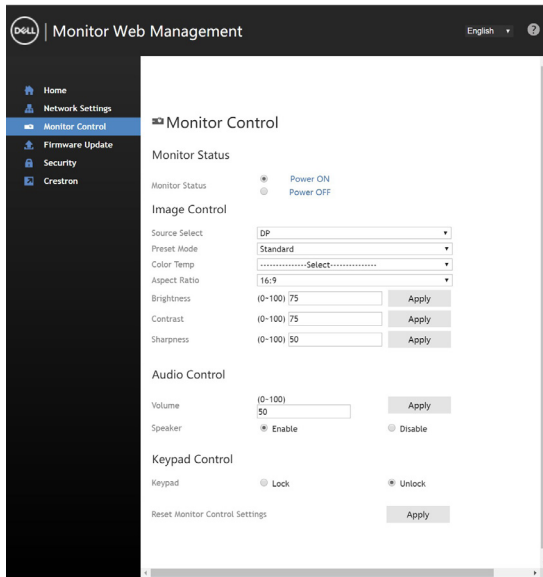 DELL | Monitor Web Management
English
?
Home
Network Settings
Monitor Control
Firmware Update
Security
Crestron
Monitor Control
Monitor Status
Monitor Status
Power ON
Power OFF
Image Control
Source Select DP
Preset Mode Standard
Color Temp ---------------Select---------------
Aspect Ratio 16:9
Brightness (0~100) 75 Apply
Contrast (0~100) 75 Apply
Sharpness (0~100) 50 Apply
Audio Control
Volume (0~100) 50 Apply
Speaker Enable Disable
Keypad Control
Keypad Lock Unlock
Reset Monitor Control Settings Apply